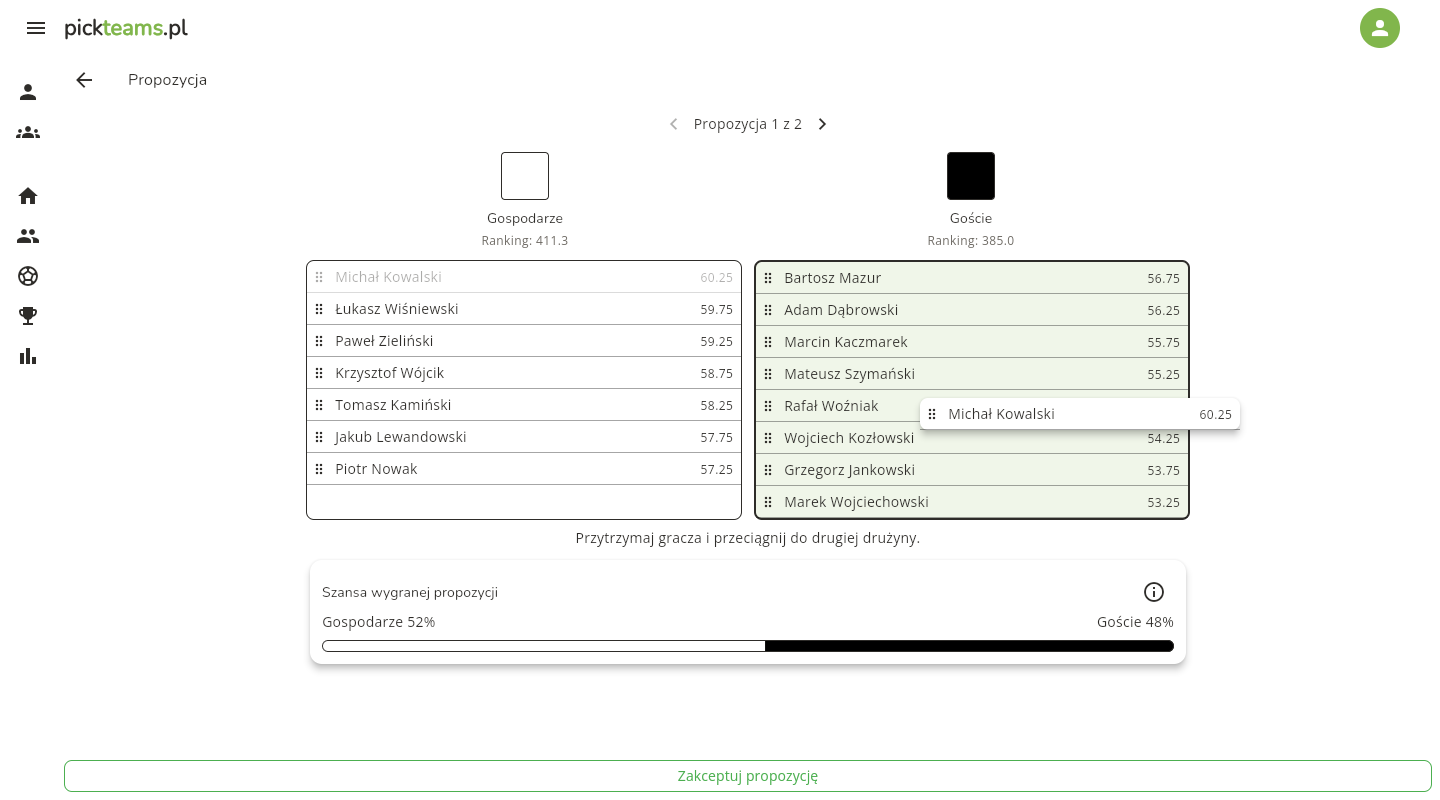 pickteams.pl
Propozycja
Propozycja 1 z 2
Gospodarze
Ranking: 411.3
Goście
Ranking: 385.0
Michał Kowalski 60.25
Łukasz Wiśniewski 59.75
Paweł Zieliński 59.25
Krzysztof Wójcik 58.75
Tomasz Kamiński 58.25
Jakub Lewandowski 57.75
Piotr Nowak 57.25
Bartosz Mazur 56.75
Adam Dąbrowski 56.25
Marcin Kaczmarek 55.75
Mateusz Szymański 55.25
Rafał Woźniak
Michał Kowalski 60.25
Wojciech Kozłowski 54.25
Grzegorz Jankowski 53.75
Marek Wojciechowski 53.25
Przytrzymaj gracza i przeciągnij do drugiej drużyny.
Szansa wygranej propozycji
Gospodarze 52% Goście 48%
Zakceptuj propozycję